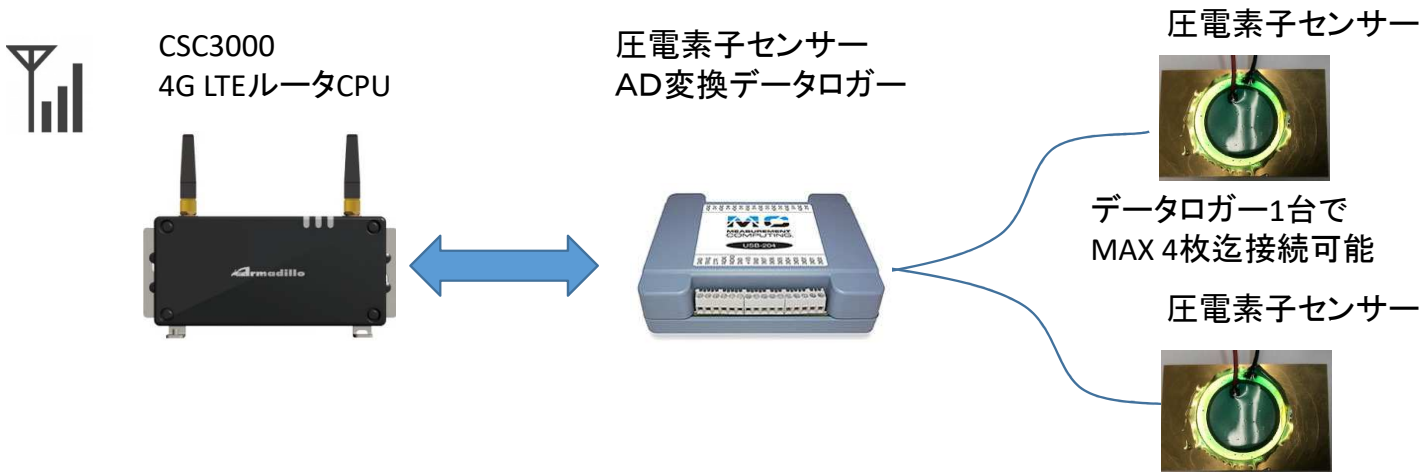 CSC3000
4G LTEルータCPU
圧電素子センサー
AD変換データロガー
圧電素子センサー
Armadillo
MC
MEASUREMENT
COMPUTING.
USB-204
データロガー1台で
MAX 4枚迄接続可能
圧電素子センサー